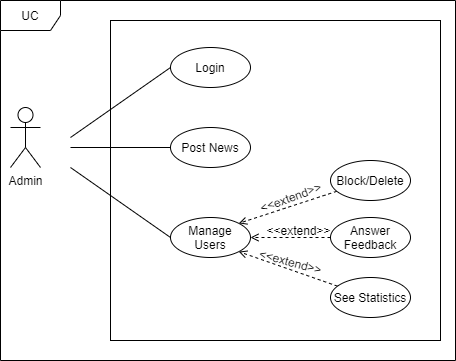 UC
Login
Post News
Admin
Block/Delete
<<extend>>
Manage
Users
<<extend>>
Answer
Feedback
<<extend>>
See Statistics